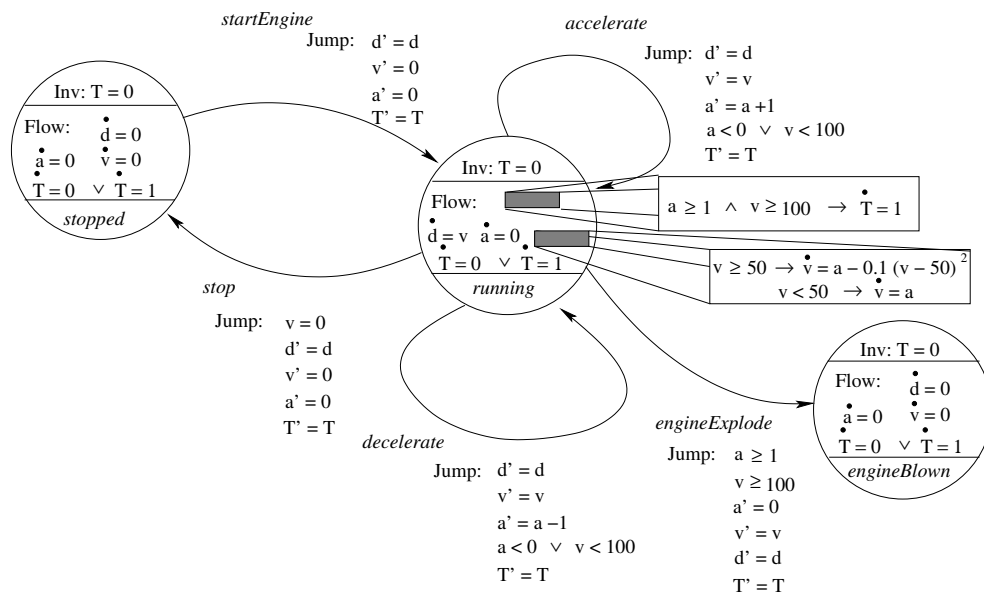 startEngine
Jump: d' = d
v' = 0
a' = 0
T' = T
accelerate
Jump: d' = d
v' = v
a' = a +1
a < 0 ∨ v < 100
T' = T
Inv: T = 0
Flow: ḋ = 0
ȧ = 0 v̇ = 0
Ṫ = 0 ∨ Ṫ = 1
stopped
Inv: T = 0
Flow:
ḋ = v ȧ = 0
Ṫ = 0 ∨ Ṫ = 1
running
a ≥ 1 ∧ v ≥ 100 → Ṫ = 1
v ≥ 50 → v̇ = a - 0.1 (v - 50)²
v < 50 → v̇ = a
stop
Jump: v = 0
d' = d
v' = 0
a' = 0
T' = T
decelerate
Jump: d' = d
v' = v
a' = a -1
a < 0 ∨ v < 100
T' = T
engineExplode
Jump: a ≥ 1
v ≥ 100
a' = 0
v' = v
d' = d
T' = T
Inv: T = 0
Flow: ḋ = 0
ȧ = 0 v̇ = 0
Ṫ = 0 ∨ Ṫ = 1
engineBlown